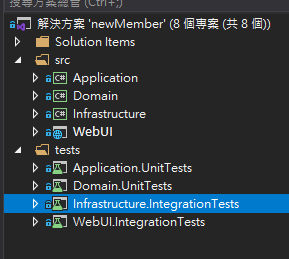 搜尋方案總管 (Ctrl+;)
解決方案 'newMember' (8 個專案 (共 8 個))
Solution Items
src
Application
Domain
Infrastructure
WebUI
tests
Application.UnitTests
Domain.UnitTests
Infrastructure.IntegrationTests
WebUI.IntegrationTests